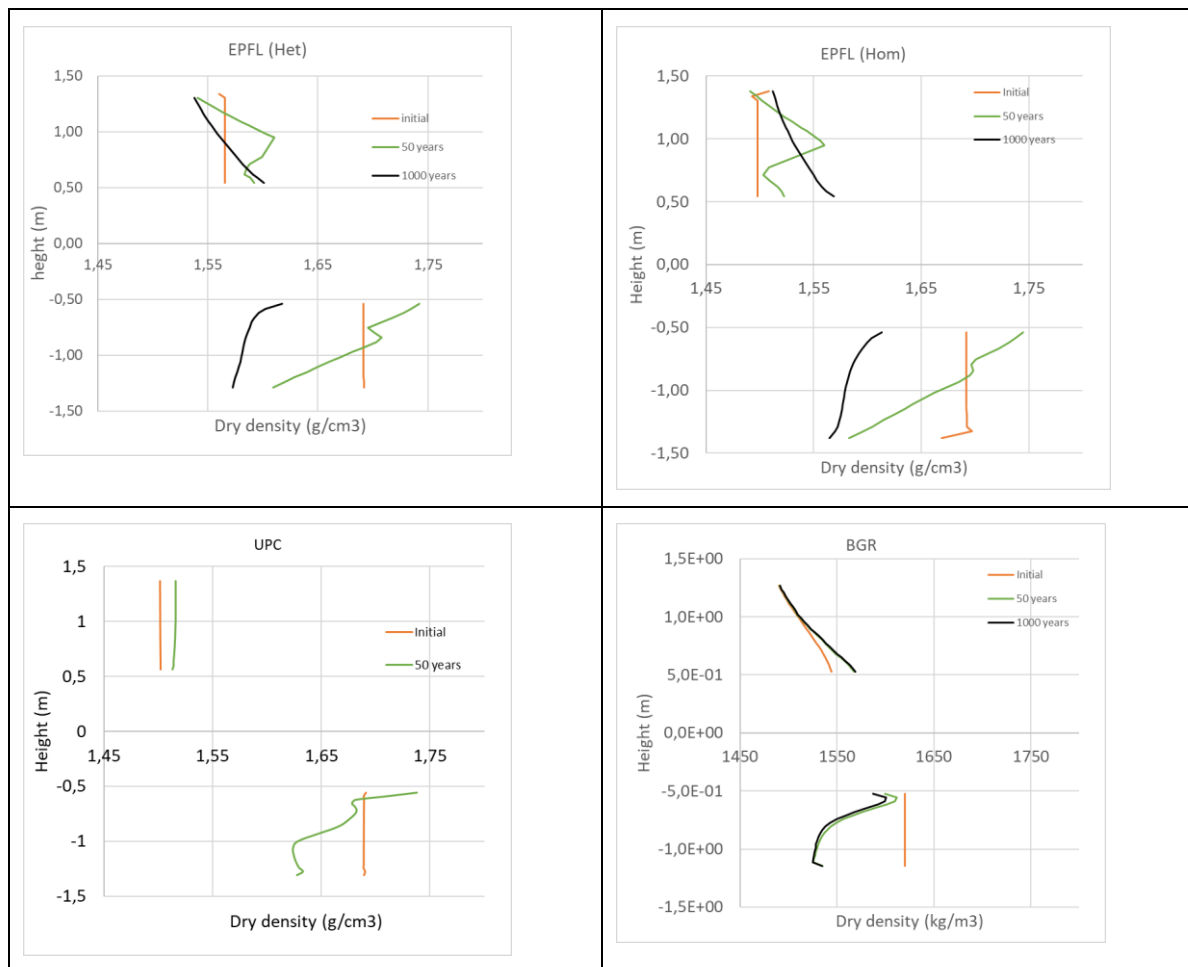 EPFL (Het)
1,50
1,00
0,50
0,00
-0,50
-1,00
-1,50
1,45
1,55
1,65
1,75
heght (m)
Dry density (g/cm3)
initial
50 years
1000 years
EPFL (Hom)
1,50
1,00
0,50
0,00
-0,50
-1,00
-1,50
1,45
1,55
1,65
1,75
Height (m)
Dry density (g/cm3)
Initial
50 years
1000 years
UPC
1,5
1
0,5
0
-0,5
-1
-1,5
1,45
1,55
1,65
1,75
Height (m)
Dry density (g/cm3)
Initial
50 years
BGR
1,5E+00
1,0E+00
5,0E-01
0,0E+00
-5,0E-01
-1,0E+00
-1,5E+00
1450
1550
1650
1750
Height (m)
Dry density (kg/m3)
Initial
50 years
1000 years